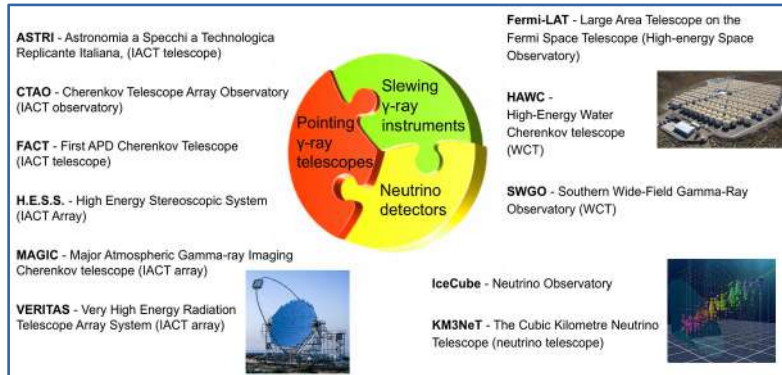 ASTRI - Astronomia a Specchi a Technologica
Replicante Italiana, (IACT telescope)
CTAO - Cherenkov Telescope Array Observatory
(IACT observatory)
FACT - First APD Cherenkov Telescope
(IACT telescope)
H.E.S.S. - High Energy Stereoscopic System
(IACT Array)
MAGIC - Major Atmospheric Gamma-ray Imaging
Cherenkov telescope (IACT array)
VERITAS - Very High Energy Radiation
Telescope Array System (IACT array)
Pointing
γ-ray
telescopes
Slewing
γ-ray
instruments
Neutrino
detectors
Fermi-LAT - Large Area Telescope on the
Fermi Space Telescope (High-energy Space
Observatory)
HAWC -
High-Energy Water
Cherenkov telescope
(WCT)
SWGO - Southern Wide-Field Gamma-Ray
Observatory (WCT)
IceCube - Neutrino Observatory
KM3NeT - The Cubic Kilometre Neutrino
Telescope (neutrino telescope)